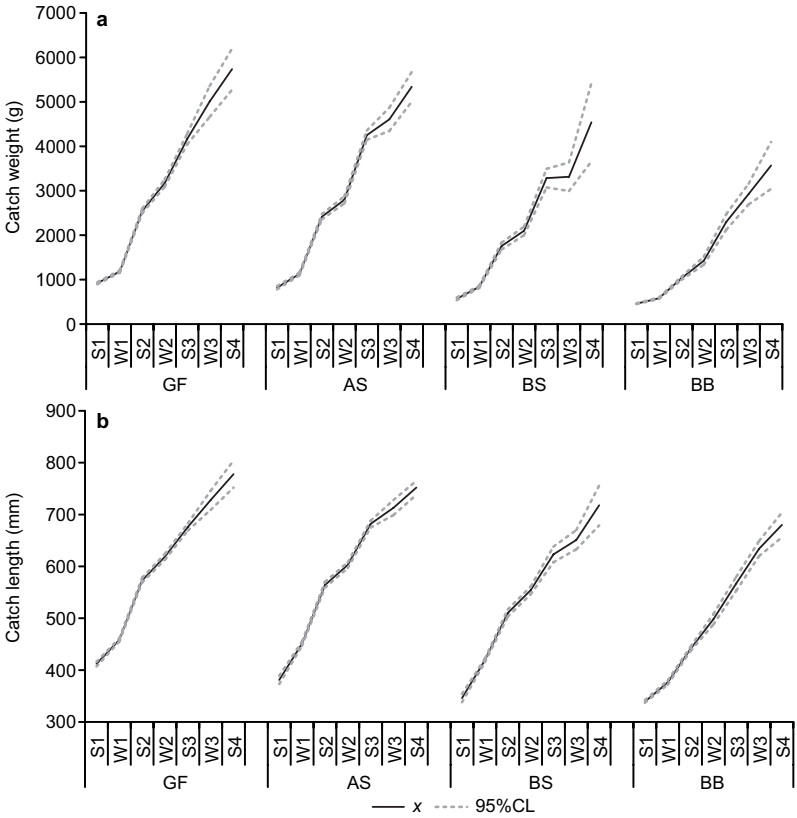 a
7000
6000
5000
4000
3000
2000
1000
0
Catch weight (g)
S1 W1 S2 W2 S3 W3 S4 S1 W1 S2 W2 S3 W3 S4 S1 W1 S2 W2 S3 W3 S4 S1 W1 S2 W2 S3 W3 S4
GF AS BS BB
b
900
800
700
600
500
400
300
Catch length (mm)
S1 W1 S2 W2 S3 W3 S4 S1 W1 S2 W2 S3 W3 S4 S1 W1 S2 W2 S3 W3 S4 S1 W1 S2 W2 S3 W3 S4
GF AS BS BB
x 95%CL